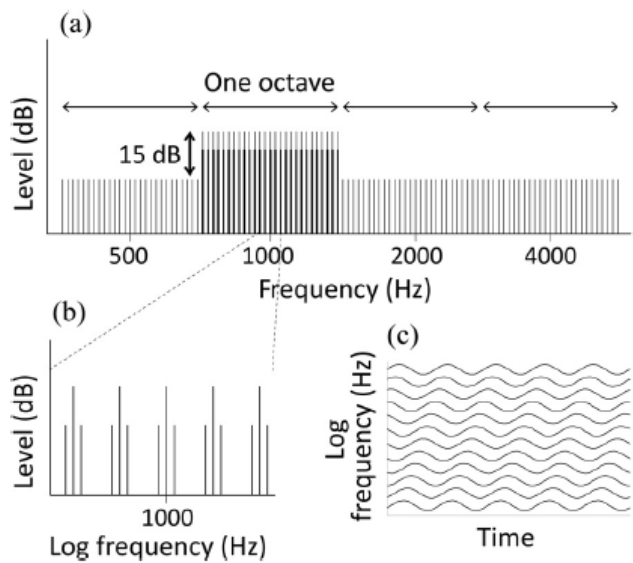 (a)
One octave
15 dB
Level (dB)
500 1000 2000 4000
Frequency (Hz)
(b)
Level (dB)
1000
Log frequency (Hz)
(c)
Log
frequency (Hz)
Time